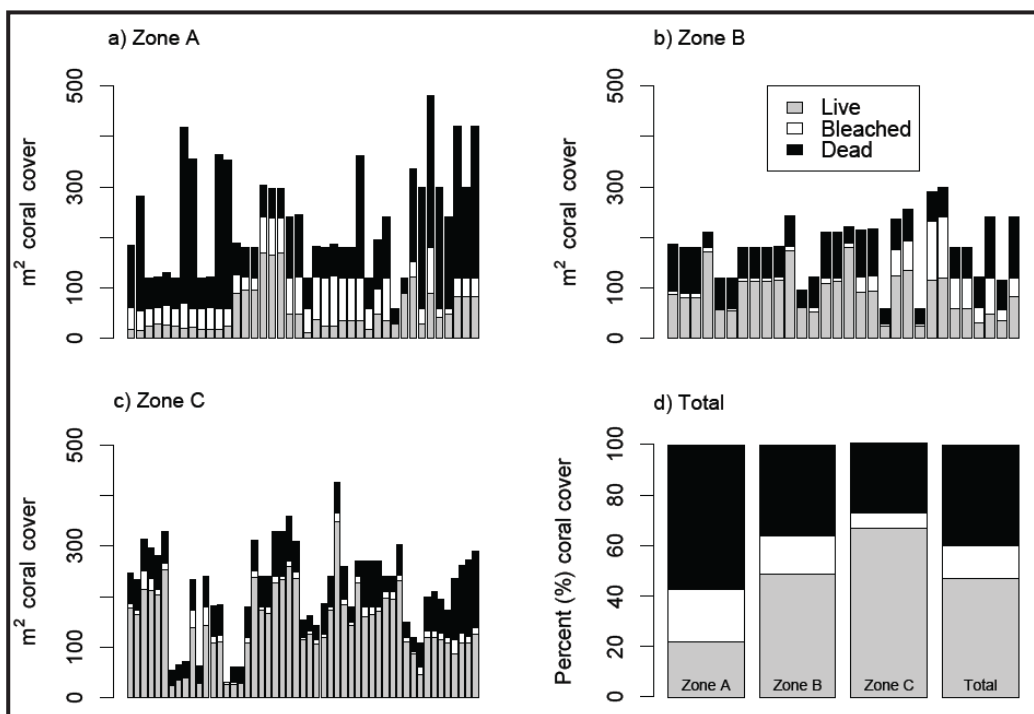 a) Zone A
m² coral cover
500
300
100
0
b) Zone B
m² coral cover
500
300
100
0
Live
Bleached
Dead
c) Zone C
m² coral cover
500
300
100
0
d) Total
Percent (%) coral cover
100
80
60
40
20
0
Zone A
Zone B
Zone C
Total